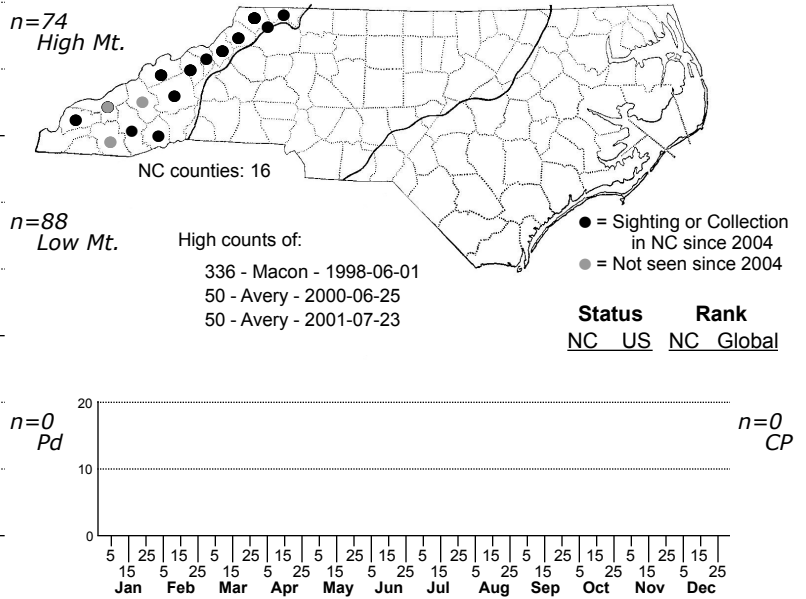 n=74
High Mt.
NC counties: 16
n=88
Low Mt.
High counts of:
336 - Macon - 1998-06-01
50 - Avery - 2000-06-25
50 - Avery - 2001-07-23
= Sighting or Collection
in NC since 2004
= Not seen since 2004
Status Rank
NC US NC Global
n=0
Pd
n=0
CP
20
10
0
5 25 15 5 25 15 5 25 15 5 25 15 5 25 15 5 25 15
15 5 25 15 5 25 15 5 25 15 5 25 15 5 25 15 5 25
Jan Feb Mar Apr May Jun Jul Aug Sep Oct Nov Dec